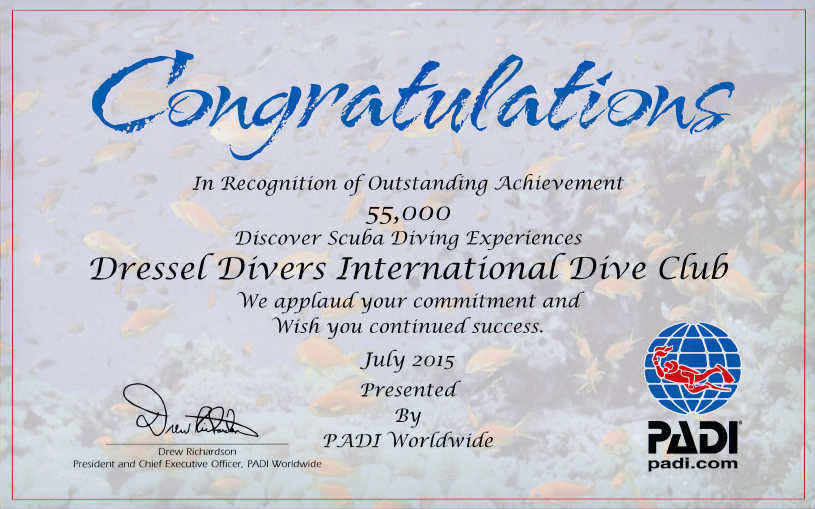 Congratulations
In Recognition of Outstanding Achievement
55,000
Discover Scuba Diving Experiences
Dressel Divers International Dive Club
We applaud your commitment and
Wish you continued success.
July 2015
Presented
By
PADI Worldwide
Drew Richardson
Drew Richardson
President and Chief Executive Officer, PADI Worldwide
PADI
padi.com